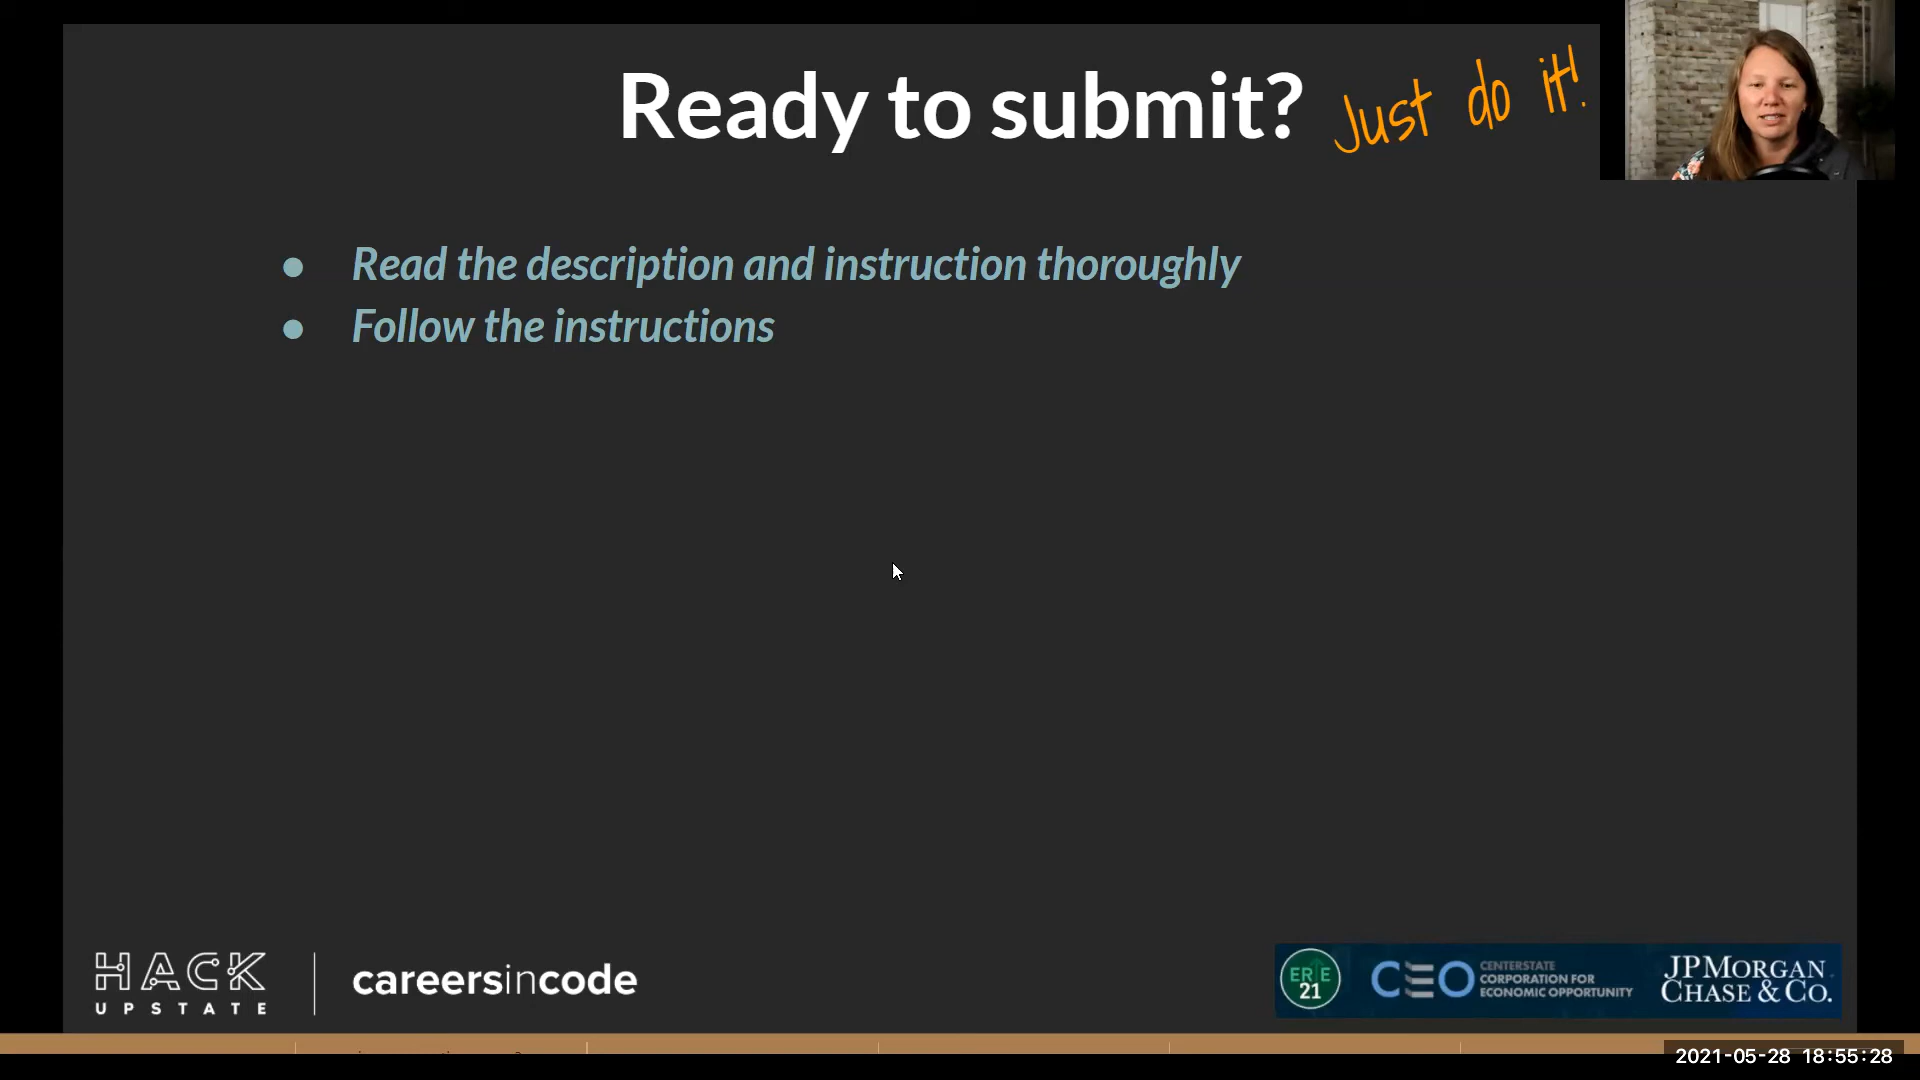 Ready to submit? Just do it!
● Read the description and instruction thoroughly
● Follow the instructions
HACK
UPSTATE
careersincode
ERIE
21
CEO
CENTERSTATE
CORPORATION FOR
ECONOMIC OPPORTUNITY
JPMORGAN
CHASE & CO.
2021-05-28 18:55:28